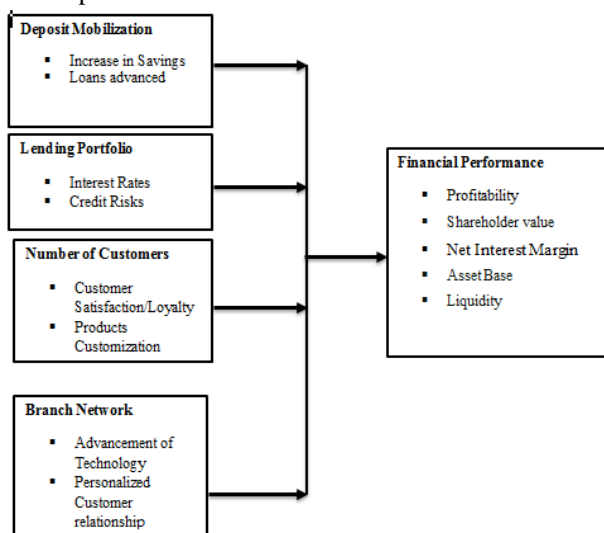 Deposit Mobilization
▪ Increase in Savings
▪ Loans advanced
Lending Portfolio
▪ Interest Rates
▪ Credit Risks
Number of Customers
▪ Customer
Satisfaction/Loyalty
▪ Products
Customization
Branch Network
▪ Advancement of
Technology
▪ Personalized
Customer
relationship
Financial Performance
▪ Profitability
▪ Shareholder value
▪ Net Interest Margin
▪ Asset Base
▪ Liquidity